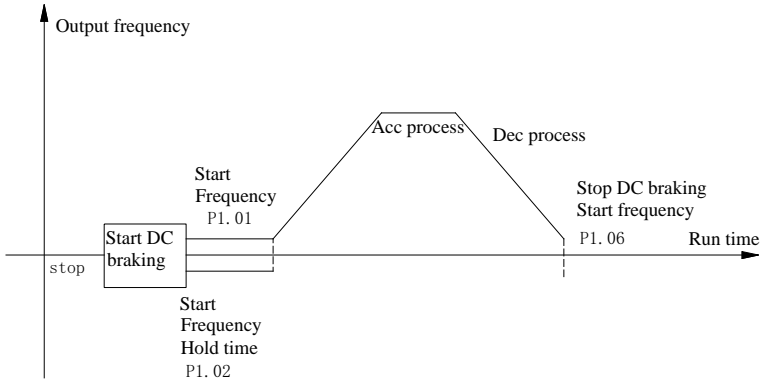 Output frequency
Acc process
Dec process
Start
Frequency
P1.01
Stop DC braking
Start frequency
P1.06
Run time
Start DC
braking
stop
Start
Frequency
Hold time
P1.02